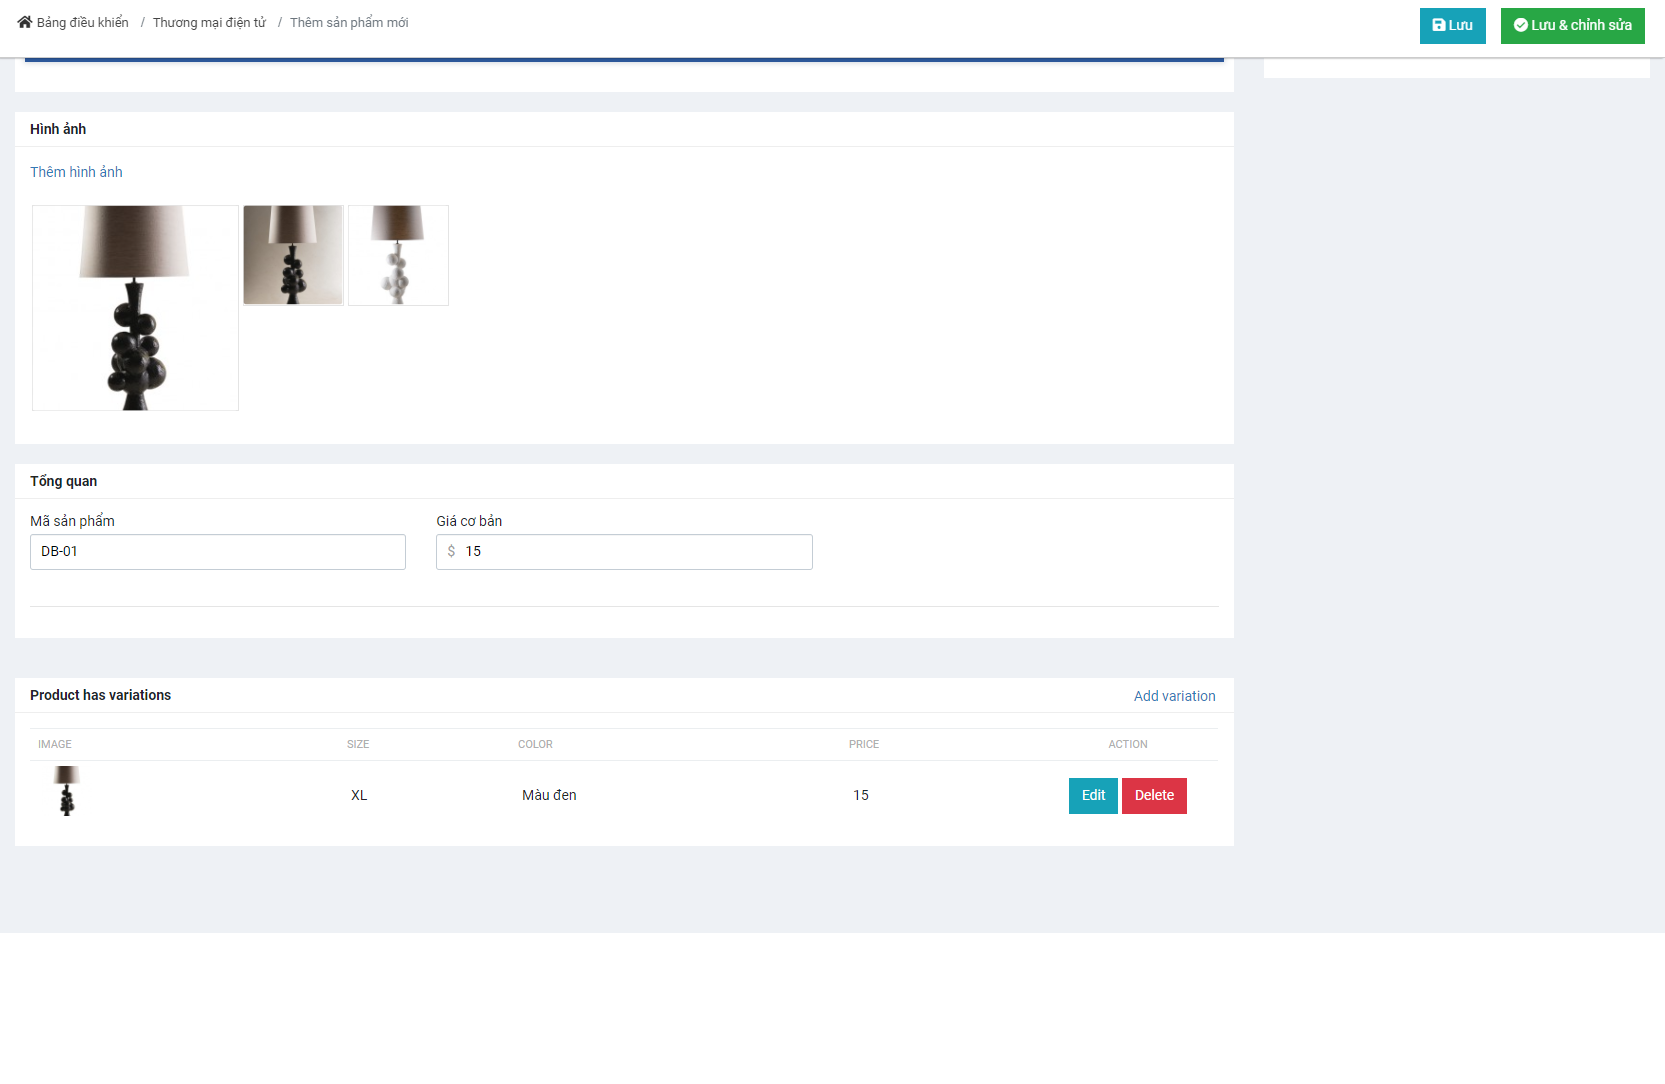 Bảng điều khiển / Thương mại điện tử / Thêm sản phẩm mới
Lưu
Lưu & chỉnh sửa
Hình ảnh
Thêm hình ảnh
Tổng quan
Mã sản phẩm
Giá cơ bản
DB-01
$ 15
Product has variations
Add variation
IMAGE SIZE COLOR PRICE ACTION
XL Màu đen 15 Edit Delete